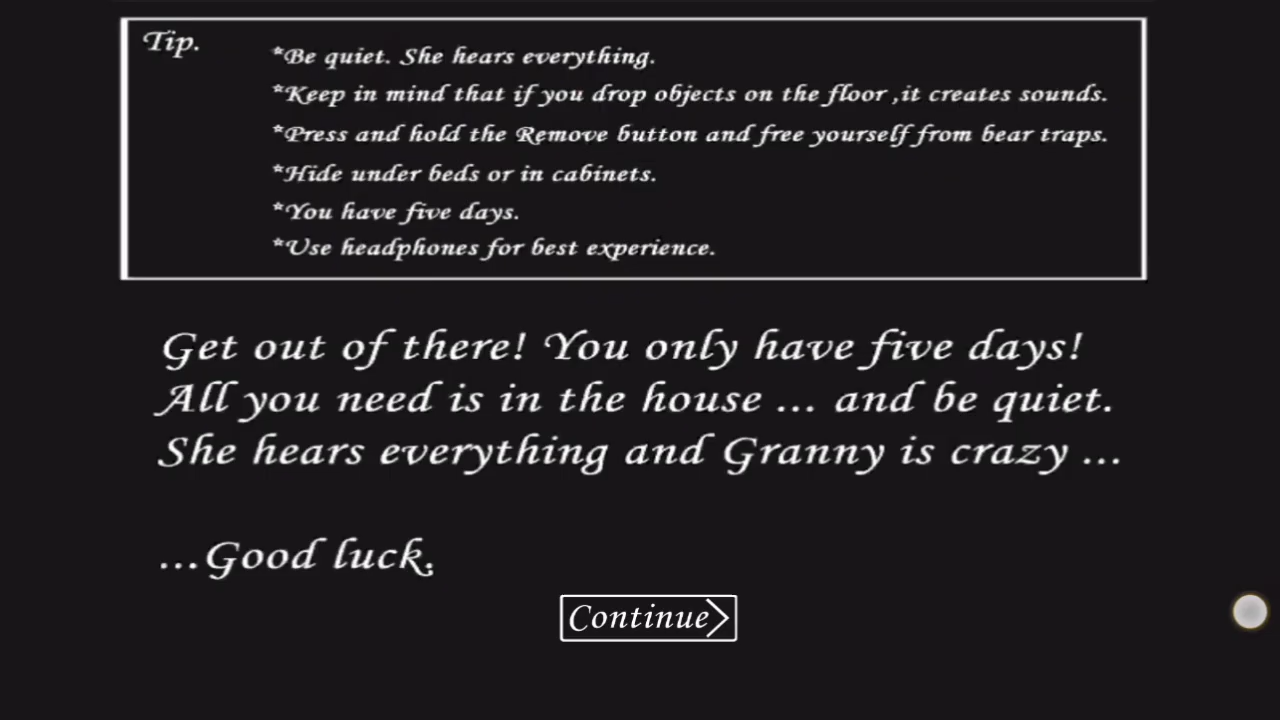 Tip.
*Be quiet. She hears everything.
*Keep in mind that if you drop objects on the floor ,it creates sounds.
*Press and hold the Remove button and free yourself from bear traps.
*Hide under beds or in cabinets.
*You have five days.
*Use headphones for best experience.
Get out of there! You only have five days!
All you need is in the house ... and be quiet.
She hears everything and Granny is crazy ...
...Good luck.
Continue